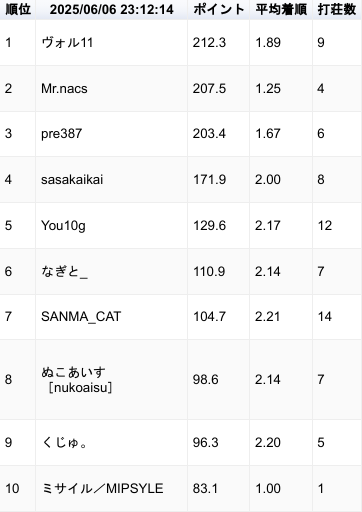 順位 2025/06/06 23:12:14 ポイント 平均着順 打荘数
1 ヴォル11 212.3 1.89 9
2 Mr.nacs 207.5 1.25 4
3 pre387 203.4 1.67 6
4 sasakaikai 171.9 2.00 8
5 You10g 129.6 2.17 12
6 なぎと_ 110.9 2.14 7
7 SANMA_CAT 104.7 2.21 14
8 ぬこあいす 98.6 2.14 7
［nukoaisu］
9 くじゅ。 96.3 2.20 5
10 ミサイル／MIPSYLE 83.1 1.00 1